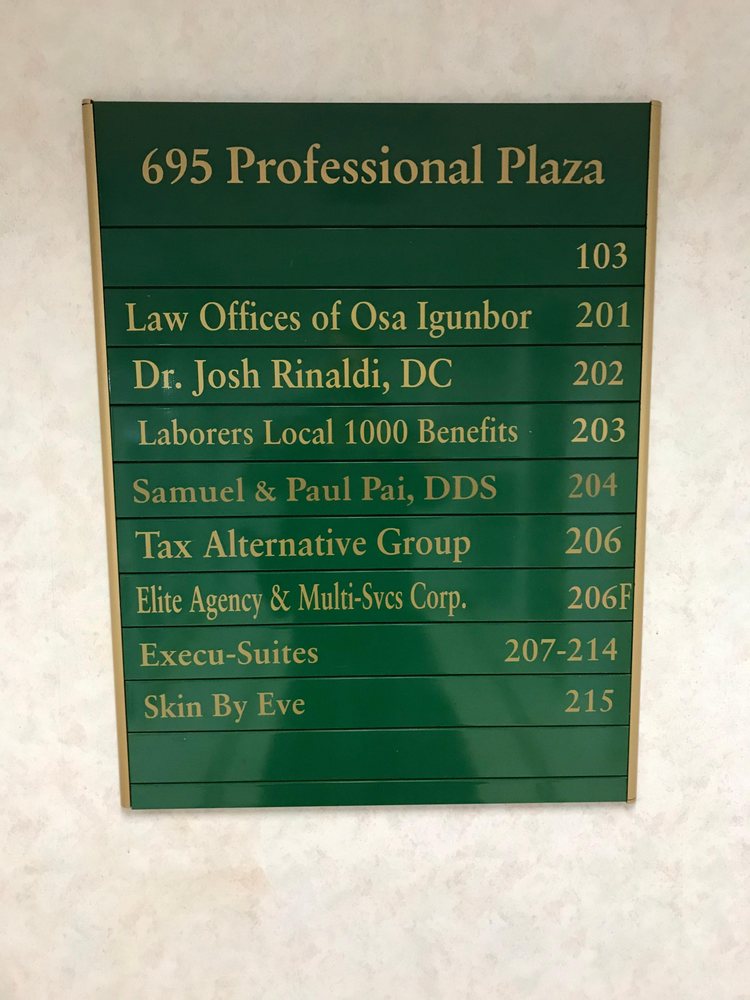 695 Professional Plaza
103
Law Offices of Osa Igunbor 201
Dr. Josh Rinaldi, DC 202
Laborers Local 1000 Benefits 203
Samuel & Paul Pai, DDS 204
Tax Alternative Group 206
Elite Agency & Multi-Svcs Corp. 206F
Execu-Suites 207-214
Skin By Eve 215